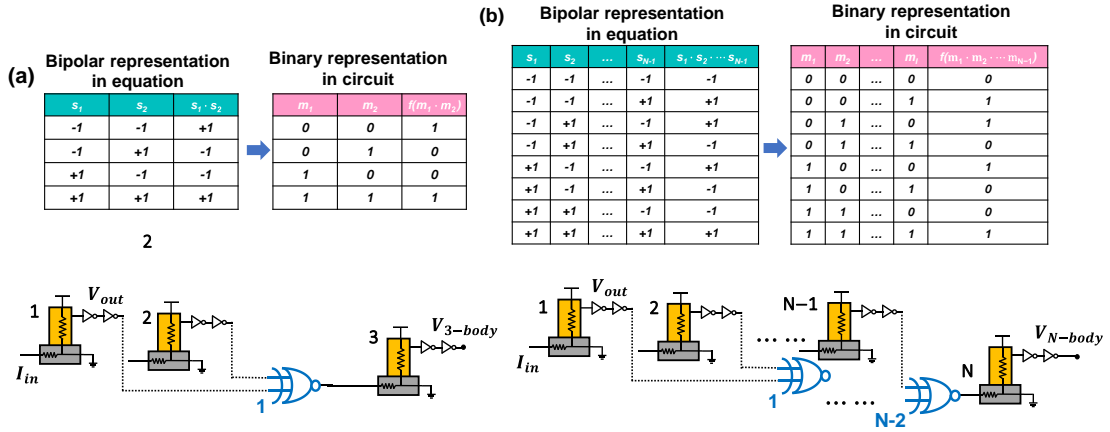 (a)
Bipolar representation
in equation
Binary representation
in circuit
s1 s2 s1 · s2
-1 -1 +1
-1 +1 -1
+1 -1 -1
+1 +1 +1
m1 m2 f(m1 · m2)
0 0 1
0 1 0
1 0 0
1 1 1
2
1
Vout
2
3
V3−body
Iin
1
(b)
Bipolar representation
in equation
Binary representation
in circuit
s1 s2 ... sN-1 s1 · s2 · ··· sN-1
-1 -1 ... -1 -1
-1 -1 ... +1 +1
-1 +1 ... -1 +1
-1 +1 ... +1 -1
+1 -1 ... -1 +1
+1 -1 ... +1 -1
+1 +1 ... -1 -1
+1 +1 ... +1 +1
m1 m2 ... mI f(m1 · m2 · ··· mN−1)
0 0 ... 0 0
0 0 ... 1 1
0 1 ... 0 1
0 1 ... 1 0
1 0 ... 0 1
1 0 ... 1 0
1 1 ... 0 0
1 1 ... 1 1
1
Vout
2
N−1
... ...
VN−body
Iin
1
... ...
N-2
N